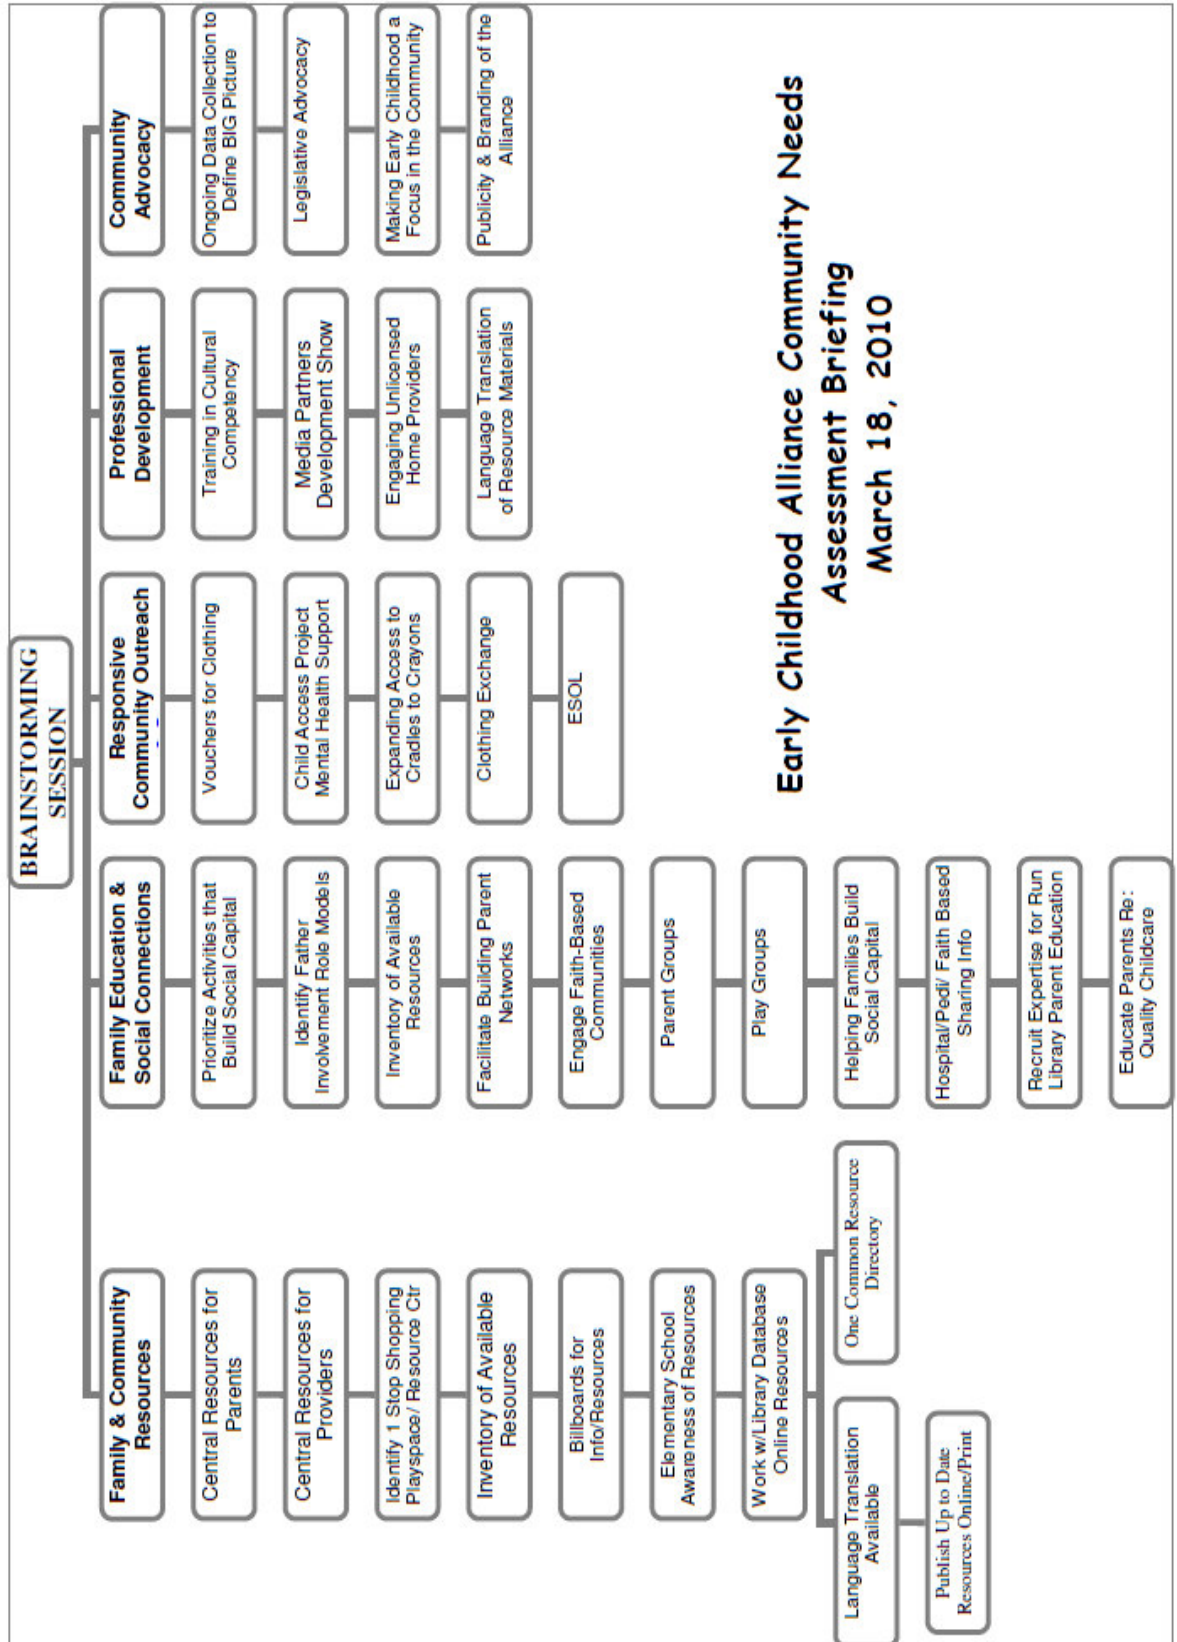 BRAINSTORMING
SESSION
Family & Community
Resources
Central Resources for
Parents
Central Resources for
Providers
Identify 1 Stop Shopping
Playspace/ Resource Ctr
Inventory of Available
Resources
Billboards for
Info/Resources
Elementary School
Awareness of Resources
Work w/Library Database
Online Resources
Language Translation
Available
Publish Up to Date
Resources Online/Print
One Common Resource
Directory
Family Education &
Social Connections
Prioritize Activities that
Build Social Capital
Identify Father
Involvement Role Models
Inventory of Available
Resources
Facilitate Building Parent
Networks
Engage Faith-Based
Communities
Parent Groups
Play Groups
Helping Families Build
Social Capital
Hospital/Pedi/ Faith Based
Sharing Info
Recruit Expertise for Run
Library Parent Education
Educate Parents Re:
Quality Childcare
Responsive
Community Outreach
Vouchers for Clothing
Child Access Project
Mental Health Support
Expanding Access to
Cradles to Crayons
Clothing Exchange
ESOL
Professional
Development
Training in Cultural
Competency
Media Partners
Development Show
Engaging Unlicensed
Home Providers
Language Translation
of Resource Materials
Community
Advocacy
Ongoing Data Collection to
Define BIG Picture
Legislative Advocacy
Making Early Childhood a
Focus in the Community
Publicity & Branding of the
Alliance
Early Childhood Alliance Community Needs
Assessment Briefing
March 18, 2010